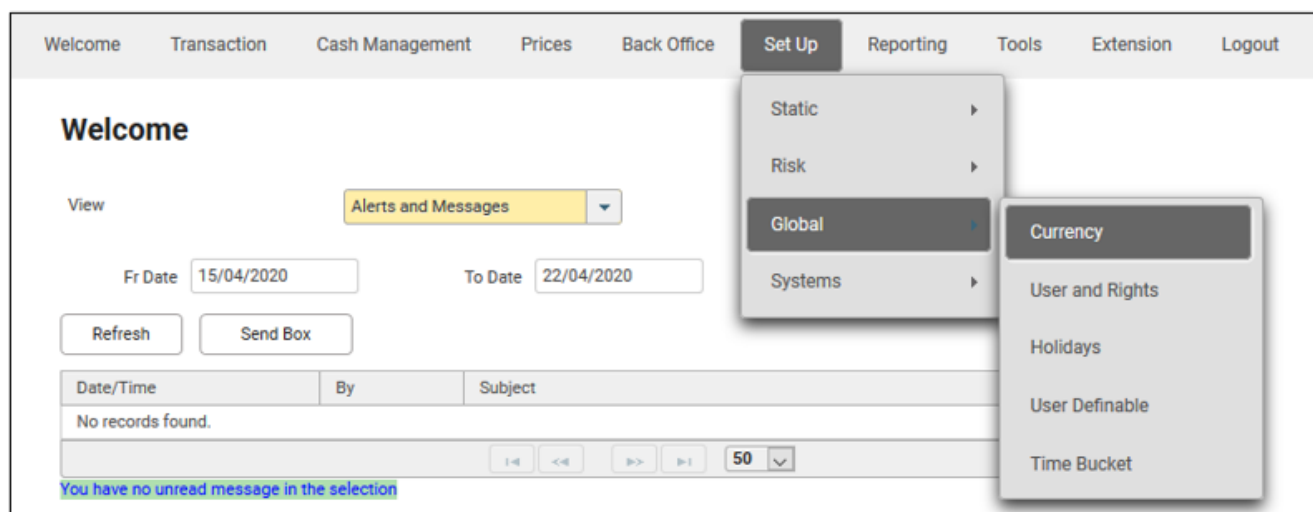 Welcome Transaction Cash Management Prices Back Office Set Up Reporting Tools Extension Logout
Static
Welcome
Risk
View Alerts and Messages
Global Currency
Fr Date 15/04/2020 To Date 22/04/2020
Systems User and Rights
Refresh Send Box
Holidays
Date/Time By Subject
User Definable
No records found.
50
Time Bucket
You have no unread message in the selection